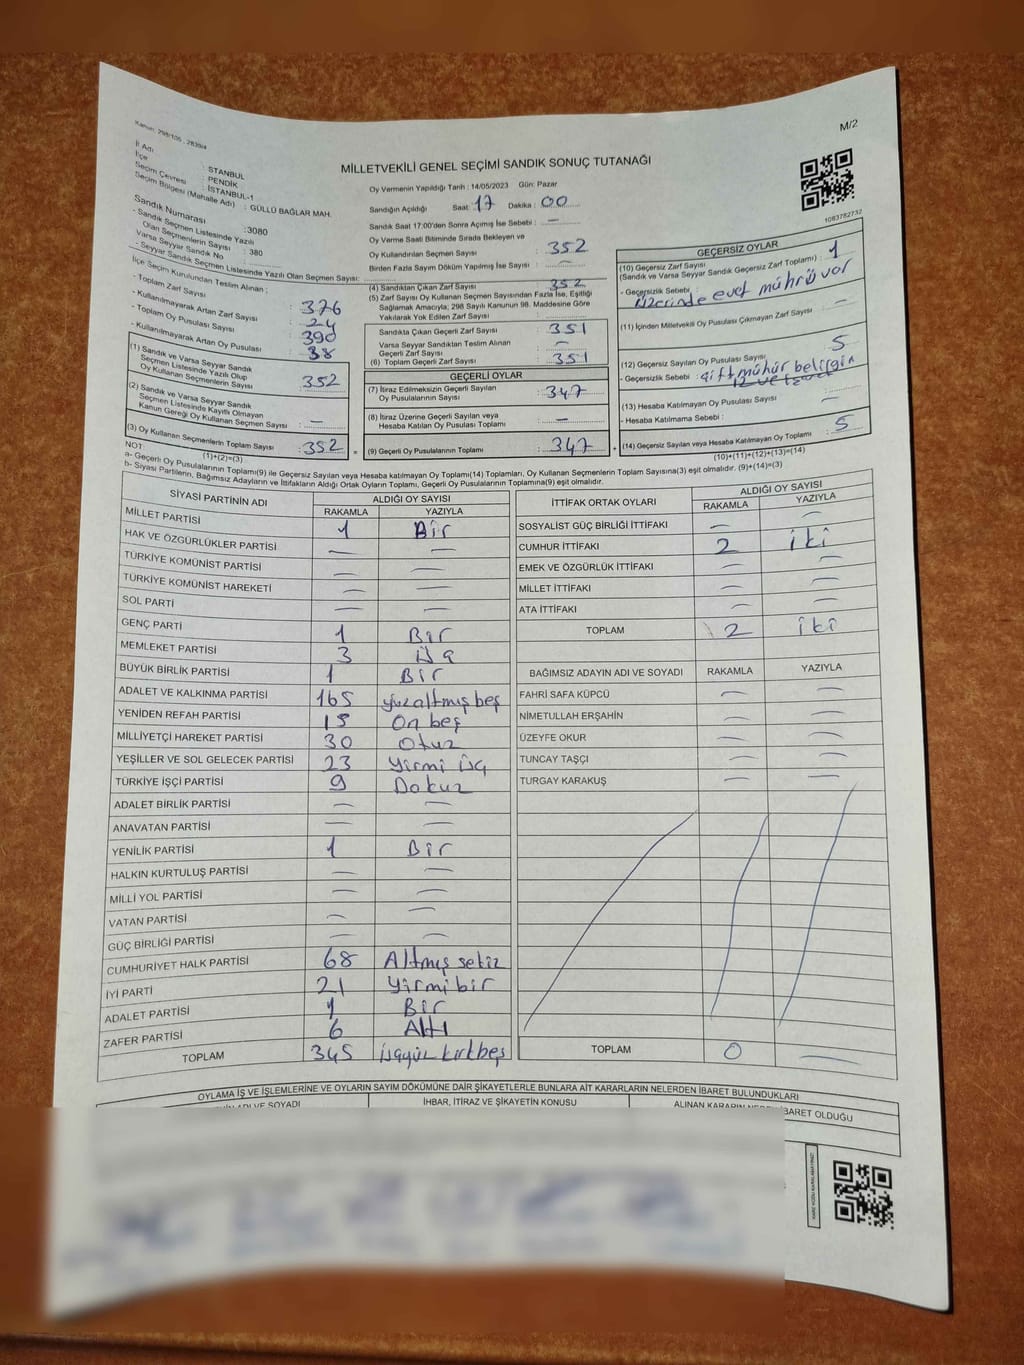 Kanun: 298/105 , 2839/4
M/2
MİLLETVEKİLİ GENEL SEÇİMİ SANDIK SONUÇ TUTANAĞI
İl Adı : İSTANBUL
İlçe : PENDİK
Seçim Çevresi : İSTANBUL-1
Seçim Bölgesi (Mahalle Adı) : GÜLLÜ BAĞLAR MAH.
Sandık Numarası :3080
- Sandık Seçmen Listesinde Yazılı
Olan Seçmenlerin Sayısı : 380
Varsa Seyyar Sandık No :
- Seyyar Sandık Seçmen Listesinde Yazılı Olan Seçmen Sayısı:
İlçe Seçim Kurulundan Teslim Alınan ;
- Toplam Zarf Sayısı : 376
- Kullanılmayarak Artan Zarf Sayısı : 24
- Toplam Oy Pusulası Sayısı : 390
- Kullanılmayarak Artan Oy Pusulası : 38
(1) Sandık ve Varsa Seyyar Sandık
Seçmen Listesinde Yazılı Olup
Oy Kullanan Seçmenlerin Sayısı : 352
(2) Sandık ve Varsa Seyyar Sandık
Seçmen Listesinde Kayıtlı Olmayan
Kanun Gereği Oy Kullanan Seçmen Sayısı : —
(3) Oy Kullanan Seçmenlerin Toplam Sayısı : 352
(1)+(2)=(3)
Oy Vermenin Yapıldığı Tarih : 14/05/2023 Gün: Pazar
Sandığın Açıldığı Saat: 17 Dakika : 00
Sandık Saat 17:00'den Sonra Açımış İse Sebebi : —
Oy Verme Saati Bitiminde Sırada Bekleyen ve
Oy Kullandırılan Seçmen Sayısı : 352
Birden Fazla Sayım Döküm Yapılmış İse Sayısı : —
(4) Sandıktan Çıkan Zarf Sayısı : 352
(5) Zarf Sayısı Oy Kullanan Seçmen Sayısından Fazla İse, Eşitliği
Sağlamak Amacıyla; 298 Sayılı Kanunun 98. Maddesine Göre
Yakılarak Yok Edilen Zarf Sayısı :
Sandıkta Çıkan Geçerli Zarf Sayısı : 351
Varsa Seyyar Sandıktan Teslim Alınan
Geçerli Zarf Sayısı : —
(6) Toplam Geçerli Zarf Sayısı : 351
GEÇERLİ OYLAR
(7) İtiraz Edilmeksizin Geçerli Sayılan
Oy Pusulalarının Sayısı : 347
(8) İtiraz Üzerine Geçerli Sayılan veya
Hesaba Katılan Oy Pusulası Toplamı : —
(9) Geçerli Oy Pusulalarının Toplamı : 347
1083782732
GEÇERSİZ OYLAR
(10) Geçersiz Zarf Sayısı
(Sandık ve Varsa Seyyar Sandık Geçersiz Zarf Toplamı) : 1
- Geçersizlik Sebebi : üzerinde evet mührü var
(11) İçinden Milletvekili Oy Pusulası Çıkmayan Zarf Sayısı : —
(12) Geçersiz Sayılan Oy Pusulası Sayısı : 5
- Geçersizlik Sebebi : çift mühür belirgin
(13) Hesaba Katılmayan Oy Pusulası Sayısı : —
- Hesaba Katılmama Sebebi :
(14) Geçersiz Sayılan veya Hesaba Katılmayan Oy Toplamı : 5
(10)+(11)+(12)+(13)=(14)
NOT:
a- Geçerli Oy Pusulalarının Toplamı(9) ile Geçersiz Sayılan veya Hesaba katılmayan Oy Toplamı(14) Toplamları, Oy Kullanan Seçmenlerin Toplam Sayısına(3) eşit olmalıdır. (9)+(14)=(3)
b- Siyasi Partilerin, Bağımsız Adayların ve İttifakların Aldığı Ortak Oyların Toplamı, Geçerli Oy Pusulalarının Toplamına(9) eşit olmalıdır.
SİYASİ PARTİNİN ADI ALDIĞI OY SAYISI
RAKAMLA YAZIYLA
MİLLET PARTİSİ 1 Bir
HAK VE ÖZGÜRLÜKLER PARTİSİ — —
TÜRKİYE KOMÜNİST PARTİSİ — —
TÜRKİYE KOMÜNİST HAREKETİ — —
SOL PARTİ — —
GENÇ PARTİ 1 Bir
MEMLEKET PARTİSİ 3 üç
BÜYÜK BİRLİK PARTİSİ 1 Bir
ADALET VE KALKINMA PARTİSİ 165 yüzaltmış beş
YENİDEN REFAH PARTİSİ 15 On beş
MİLLİYETÇİ HAREKET PARTİSİ 30 Otuz
YEŞİLLER VE SOL GELECEK PARTİSİ 23 Yirmi üç
TÜRKİYE İŞÇİ PARTİSİ 9 Dokuz
ADALET BİRLİK PARTİSİ — —
ANAVATAN PARTİSİ — —
YENİLİK PARTİSİ 1 Bir
HALKIN KURTULUŞ PARTİSİ — —
MİLLİ YOL PARTİSİ — —
VATAN PARTİSİ — —
GÜÇ BİRLİĞİ PARTİSİ — —
CUMHURİYET HALK PARTİSİ 68 Altmış sekiz
İYİ PARTİ 21 Yirmi bir
ADALET PARTİSİ 1 Bir
ZAFER PARTİSİ 6 Altı
TOPLAM 345 üçyüz kırkbeş
İTTİFAK ORTAK OYLARI ALDIĞI OY SAYISI
RAKAMLA YAZIYLA
SOSYALİST GÜÇ BİRLİĞİ İTTİFAKI — —
CUMHUR İTTİFAKI 2 iki
EMEK VE ÖZGÜRLÜK İTTİFAKI — —
MİLLET İTTİFAKI — —
ATA İTTİFAKI — —
TOPLAM 2 iki
BAĞIMSIZ ADAYIN ADI VE SOYADI RAKAMLA YAZIYLA
FAHRİ SAFA KÜPCÜ — —
NİMETULLAH ERŞAHİN — —
ÜZEYFE OKUR — —
TUNCAY TAŞÇI — —
TURGAY KARAKUŞ — —
TOPLAM 0 —
OYLAMA İŞ VE İŞLEMLERİNE VE OYLARIN SAYIM DÖKÜMÜNE DAİR ŞİKAYETLERLE BUNLARA AİT KARARLARIN NELERDEN İBARET BULUNDUKLARI
ADI VE SOYADI İHBAR, İTİRAZ VE ŞİKAYETİN KONUSU ALINAN KARARIN NEDEN İBARET OLDUĞU